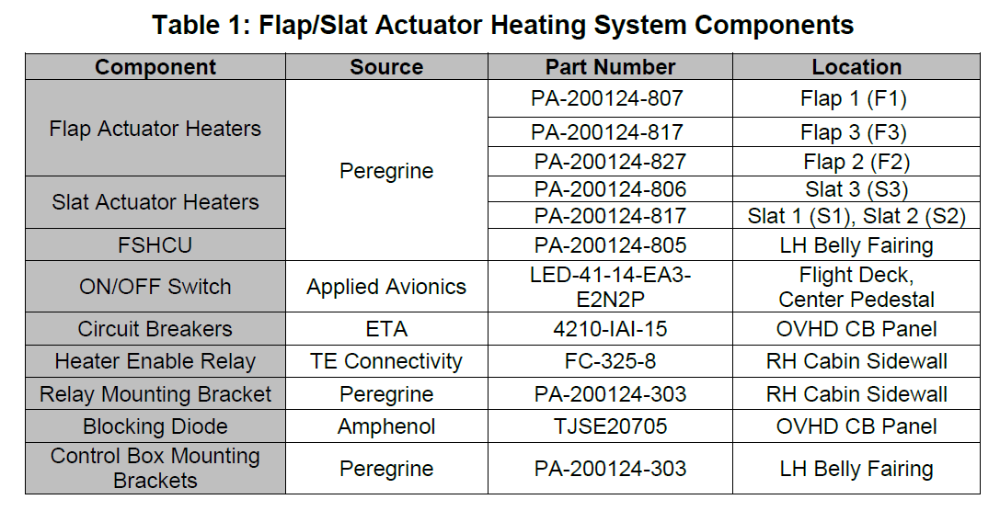 Table 1: Flap/Slat Actuator Heating System Components
Component Source Part Number Location
Flap Actuator Heaters Peregrine PA-200124-807 Flap 1 (F1)
PA-200124-817 Flap 3 (F3)
PA-200124-827 Flap 2 (F2)
Slat Actuator Heaters PA-200124-806 Slat 3 (S3)
PA-200124-817 Slat 1 (S1), Slat 2 (S2)
FSHCU PA-200124-805 LH Belly Fairing
ON/OFF Switch Applied Avionics LED-41-14-EA3-
E2N2P Flight Deck,
Center Pedestal
Circuit Breakers ETA 4210-IAI-15 OVHD CB Panel
Heater Enable Relay TE Connectivity FC-325-8 RH Cabin Sidewall
Relay Mounting Bracket Peregrine PA-200124-303 RH Cabin Sidewall
Blocking Diode Amphenol TJSE20705 OVHD CB Panel
Control Box Mounting
Brackets Peregrine PA-200124-303 LH Belly Fairing